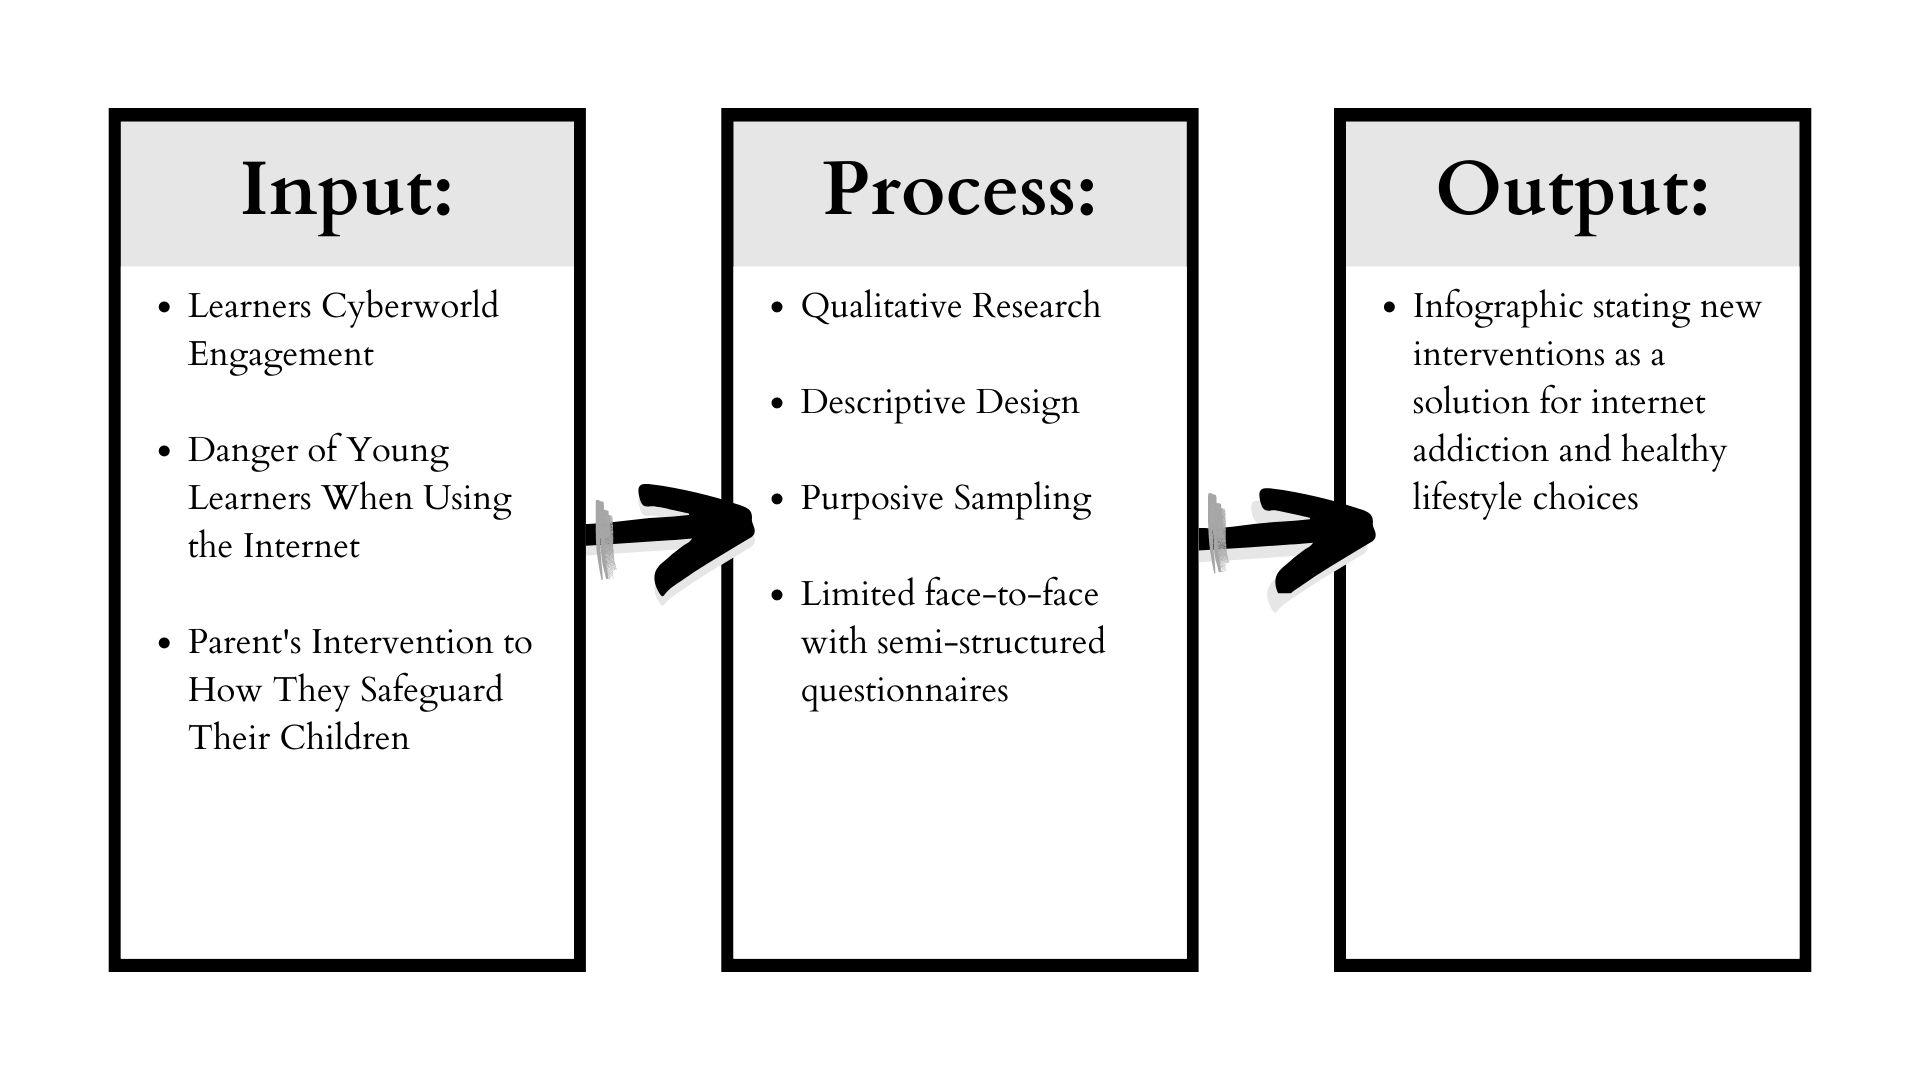 Input:
• Learners Cyberworld
Engagement
• Danger of Young
Learners When Using
the Internet
• Parent's Intervention to
How They Safeguard
Their Children
Process:
• Qualitative Research
• Descriptive Design
• Purposive Sampling
• Limited face-to-face
with semi-structured
questionnaires
Output:
• Infographic stating new
interventions as a
solution for internet
addiction and healthy
lifestyle choices